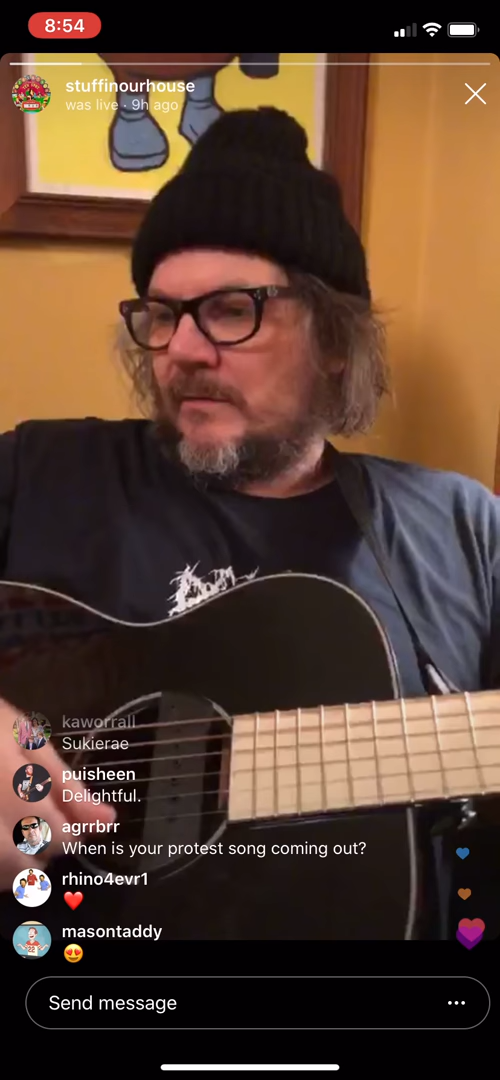 8:54
stuffinourhouse
was live · 9h ago
kaworrall
Sukierae
puisheen
Delightful.
agrrbrr
When is your protest song coming out?
rhino4evr1
❤️
masontaddy
😍
Send message